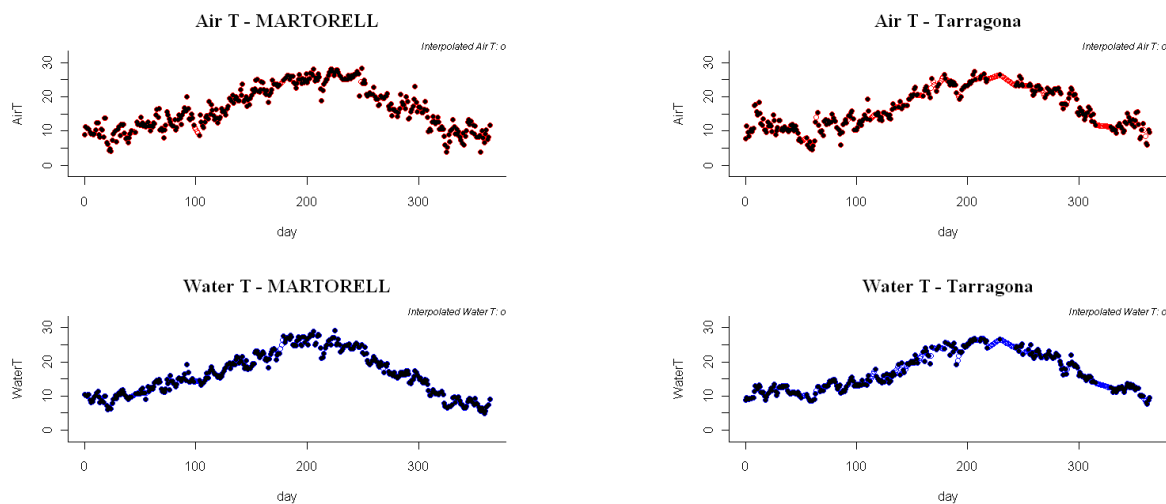 Air T - MARTORELL
Interpolated Air T: o
AirT
30
20
10
0
0 100 200 300
day
Air T - Tarragona
Interpolated Air T: o
AirT
30
20
10
0
0 100 200 300
day
Water T - MARTORELL
Interpolated Water T: o
WaterT
30
20
10
0
0 100 200 300
day
Water T - Tarragona
Interpolated Water T: o
WaterT
30
20
10
0
0 100 200 300
day